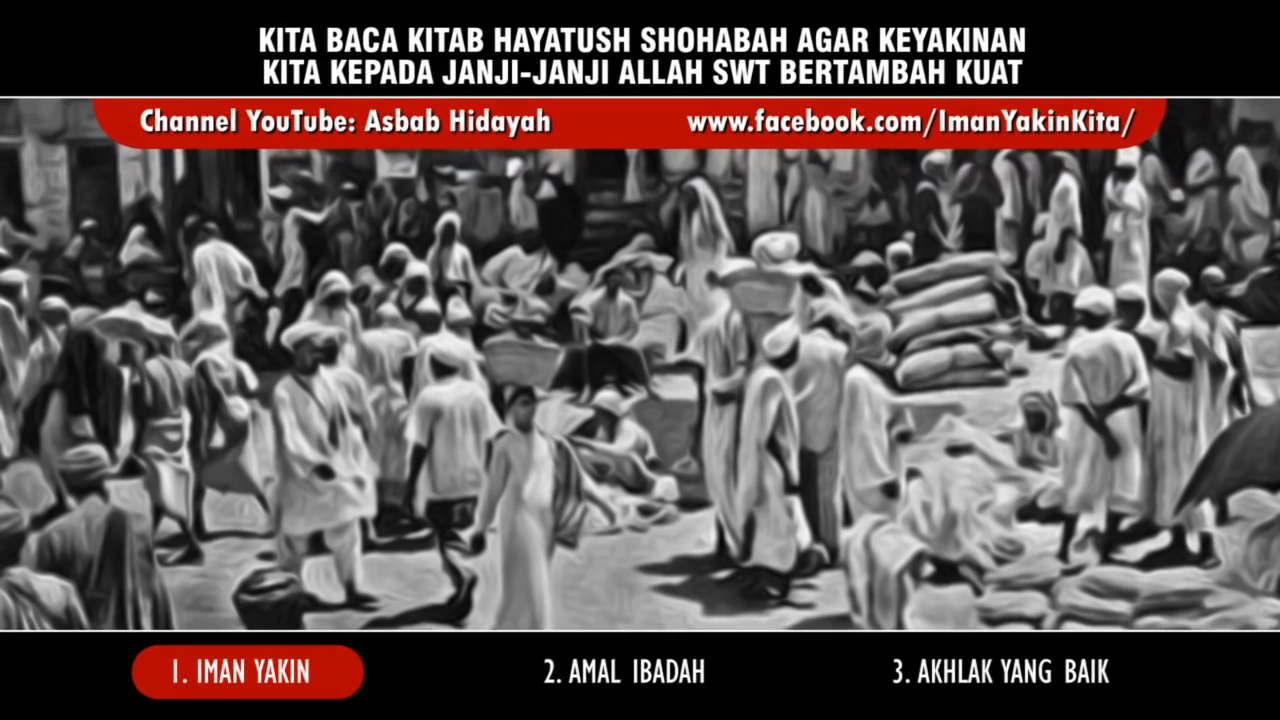 KITA BACA KITAB HAYATUSH SHOHABAH AGAR KEYAKINAN
KITA KEPADA JANJI-JANJI ALLAH SWT BERTAMBAH KUAT
Channel YouTube: Asbab Hidayah
www.facebook.com/ImanYakinKita/
1. IMAN YAKIN
2. AMAL IBADAH
3. AKHLAK YANG BAIK